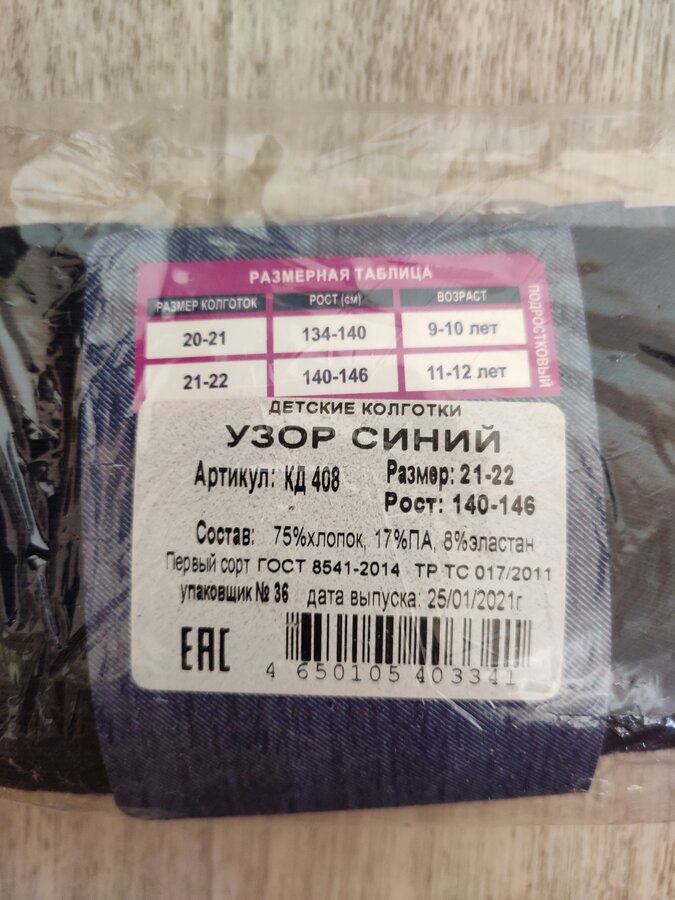 РАЗМЕРНАЯ ТАБЛИЦА
РАЗМЕР КОЛГОТОК РОСТ (см) ВОЗРАСТ
20-21 134-140 9-10 лет
21-22 140-146 11-12 лет
ПОДРОСТКОВЫЙ
ДЕТСКИЕ КОЛГОТКИ
УЗОР СИНИЙ
Артикул: КД 408 Размер: 21-22
Рост: 140-146
Состав: 75%хлопок, 17%ПА, 8%эластан
Первый сорт ГОСТ 8541-2014 ТР ТС 017/2011
упаковщик № 36 дата выпуска: 25/01/2021г
ЕАС
4 650105 403341